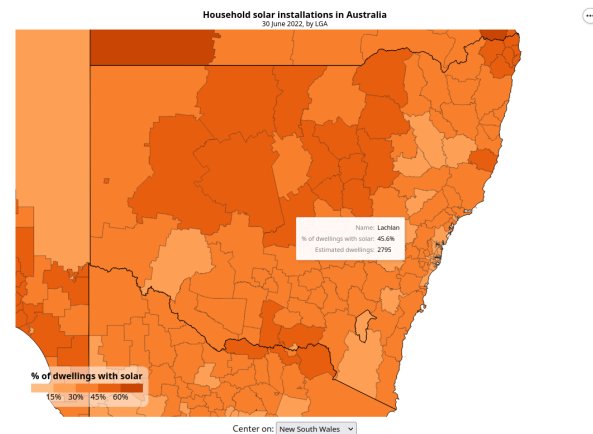 Household solar installations in Australia
30 June 2022, by LGA
Name: Lachlan
% of dwellings with solar: 45.6%
Estimated dwellings: 2795
% of dwellings with solar
15% 30% 45% 60%
Center on: New South Wales